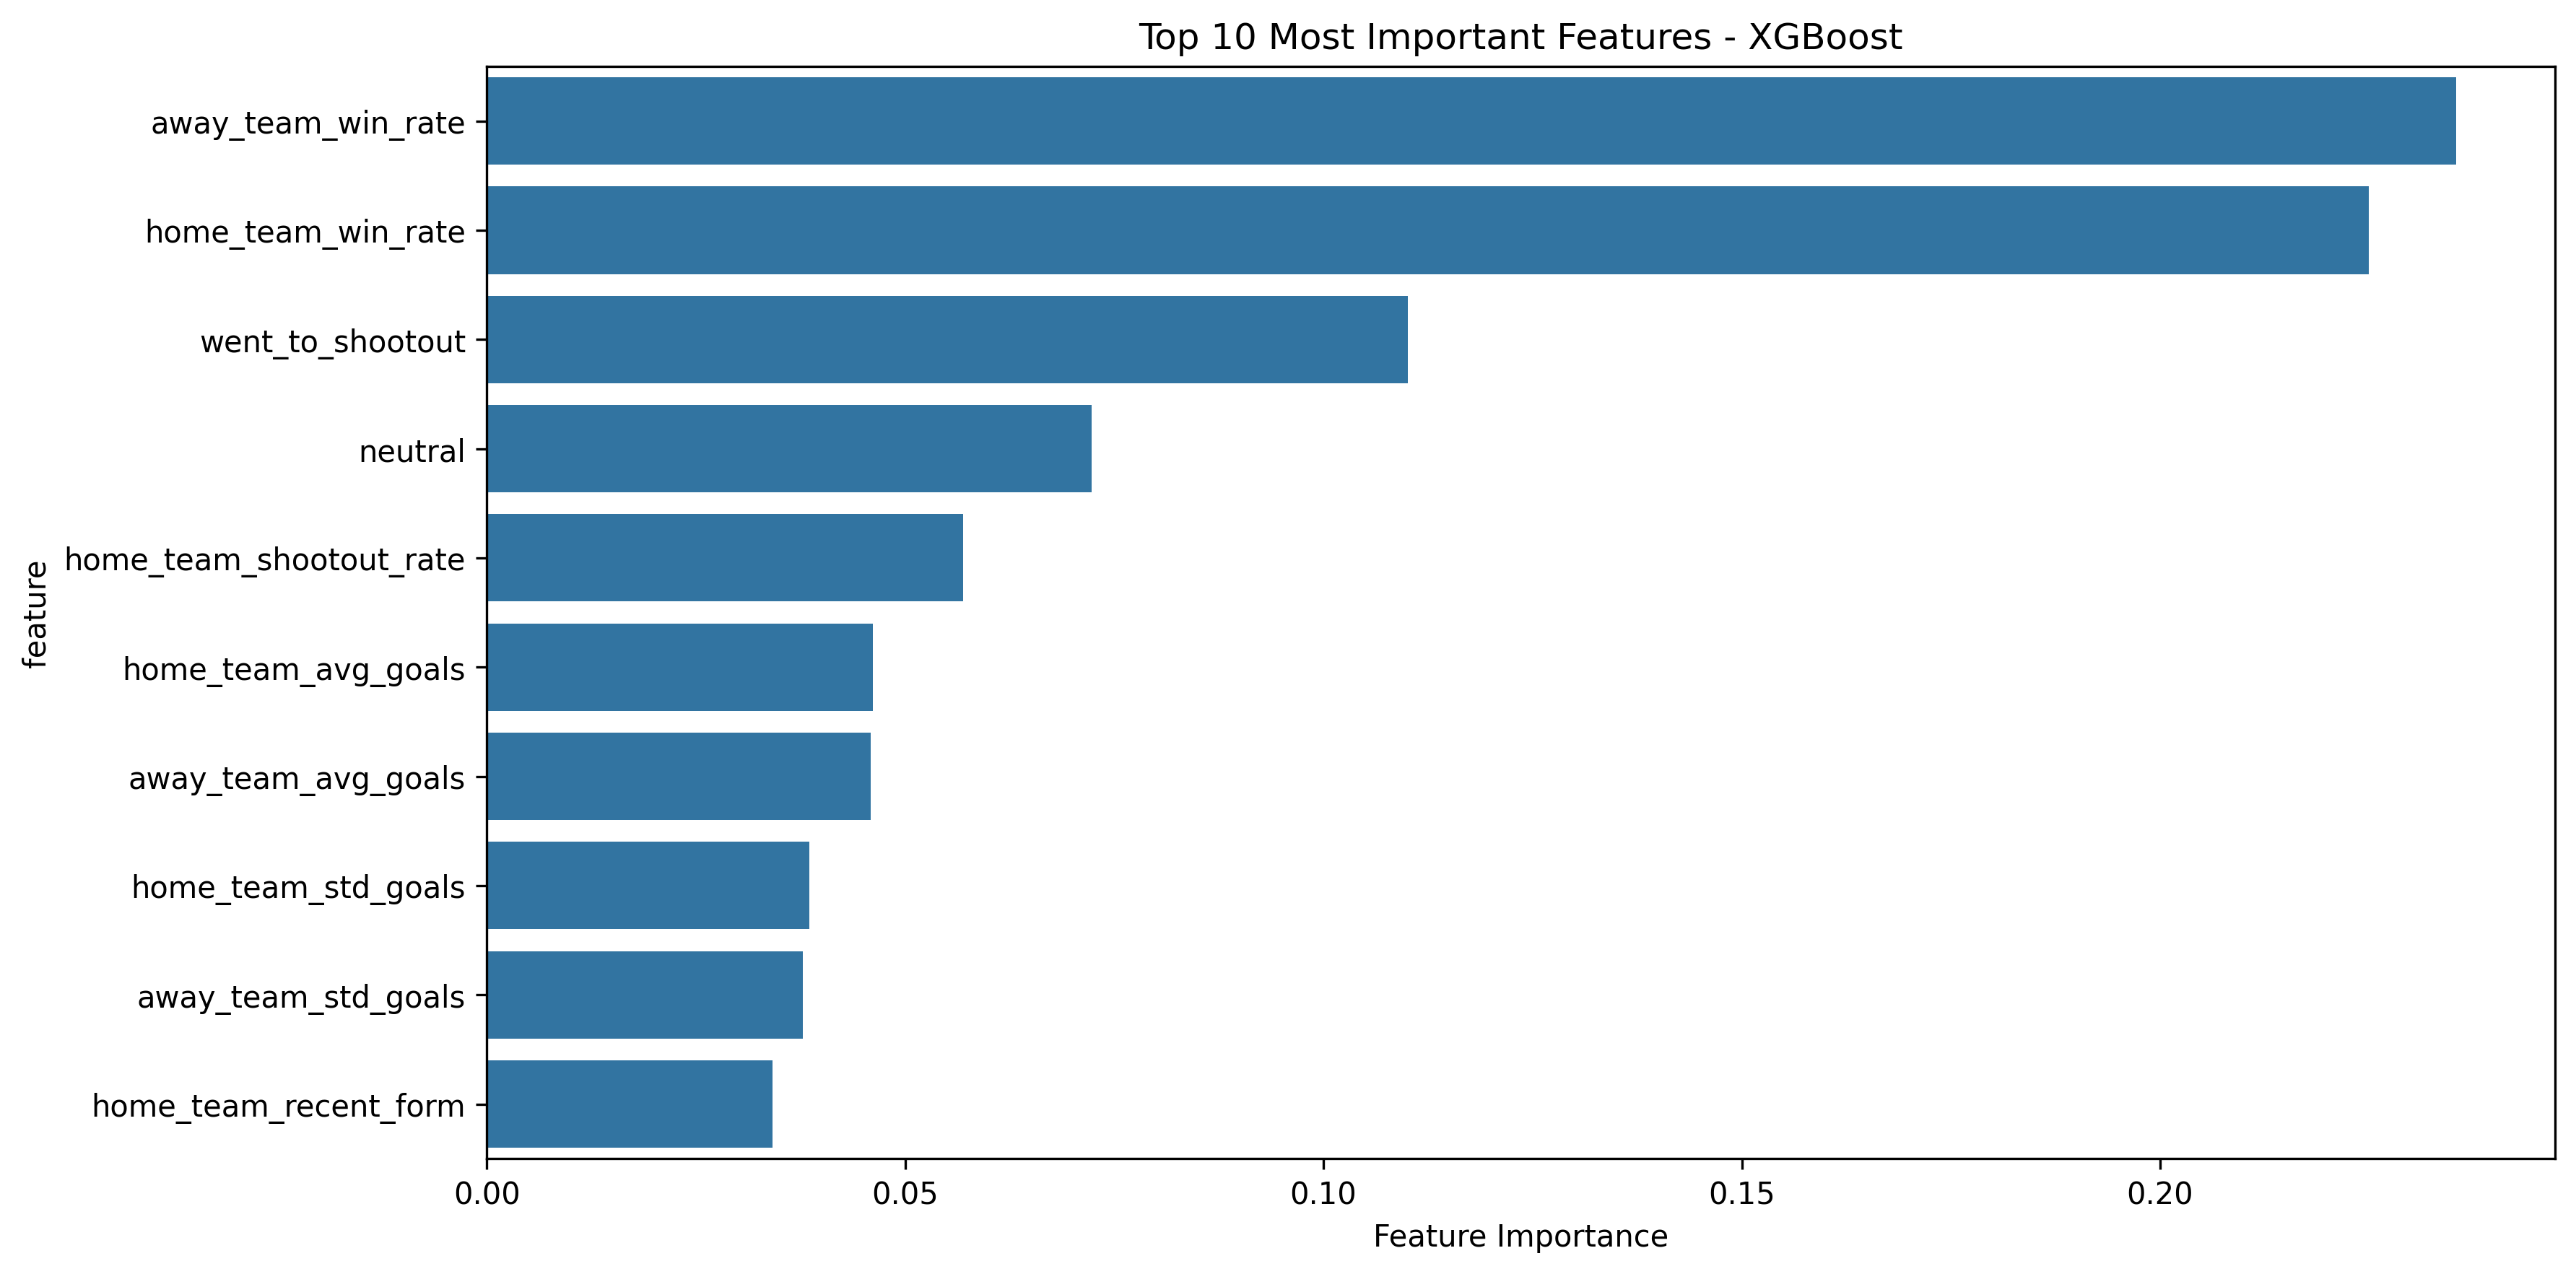 Top 10 Most Important Features - XGBoost
feature
away_team_win_rate
home_team_win_rate
went_to_shootout
neutral
home_team_shootout_rate
home_team_avg_goals
away_team_avg_goals
home_team_std_goals
away_team_std_goals
home_team_recent_form
0.00 0.05 0.10 0.15 0.20
Feature Importance